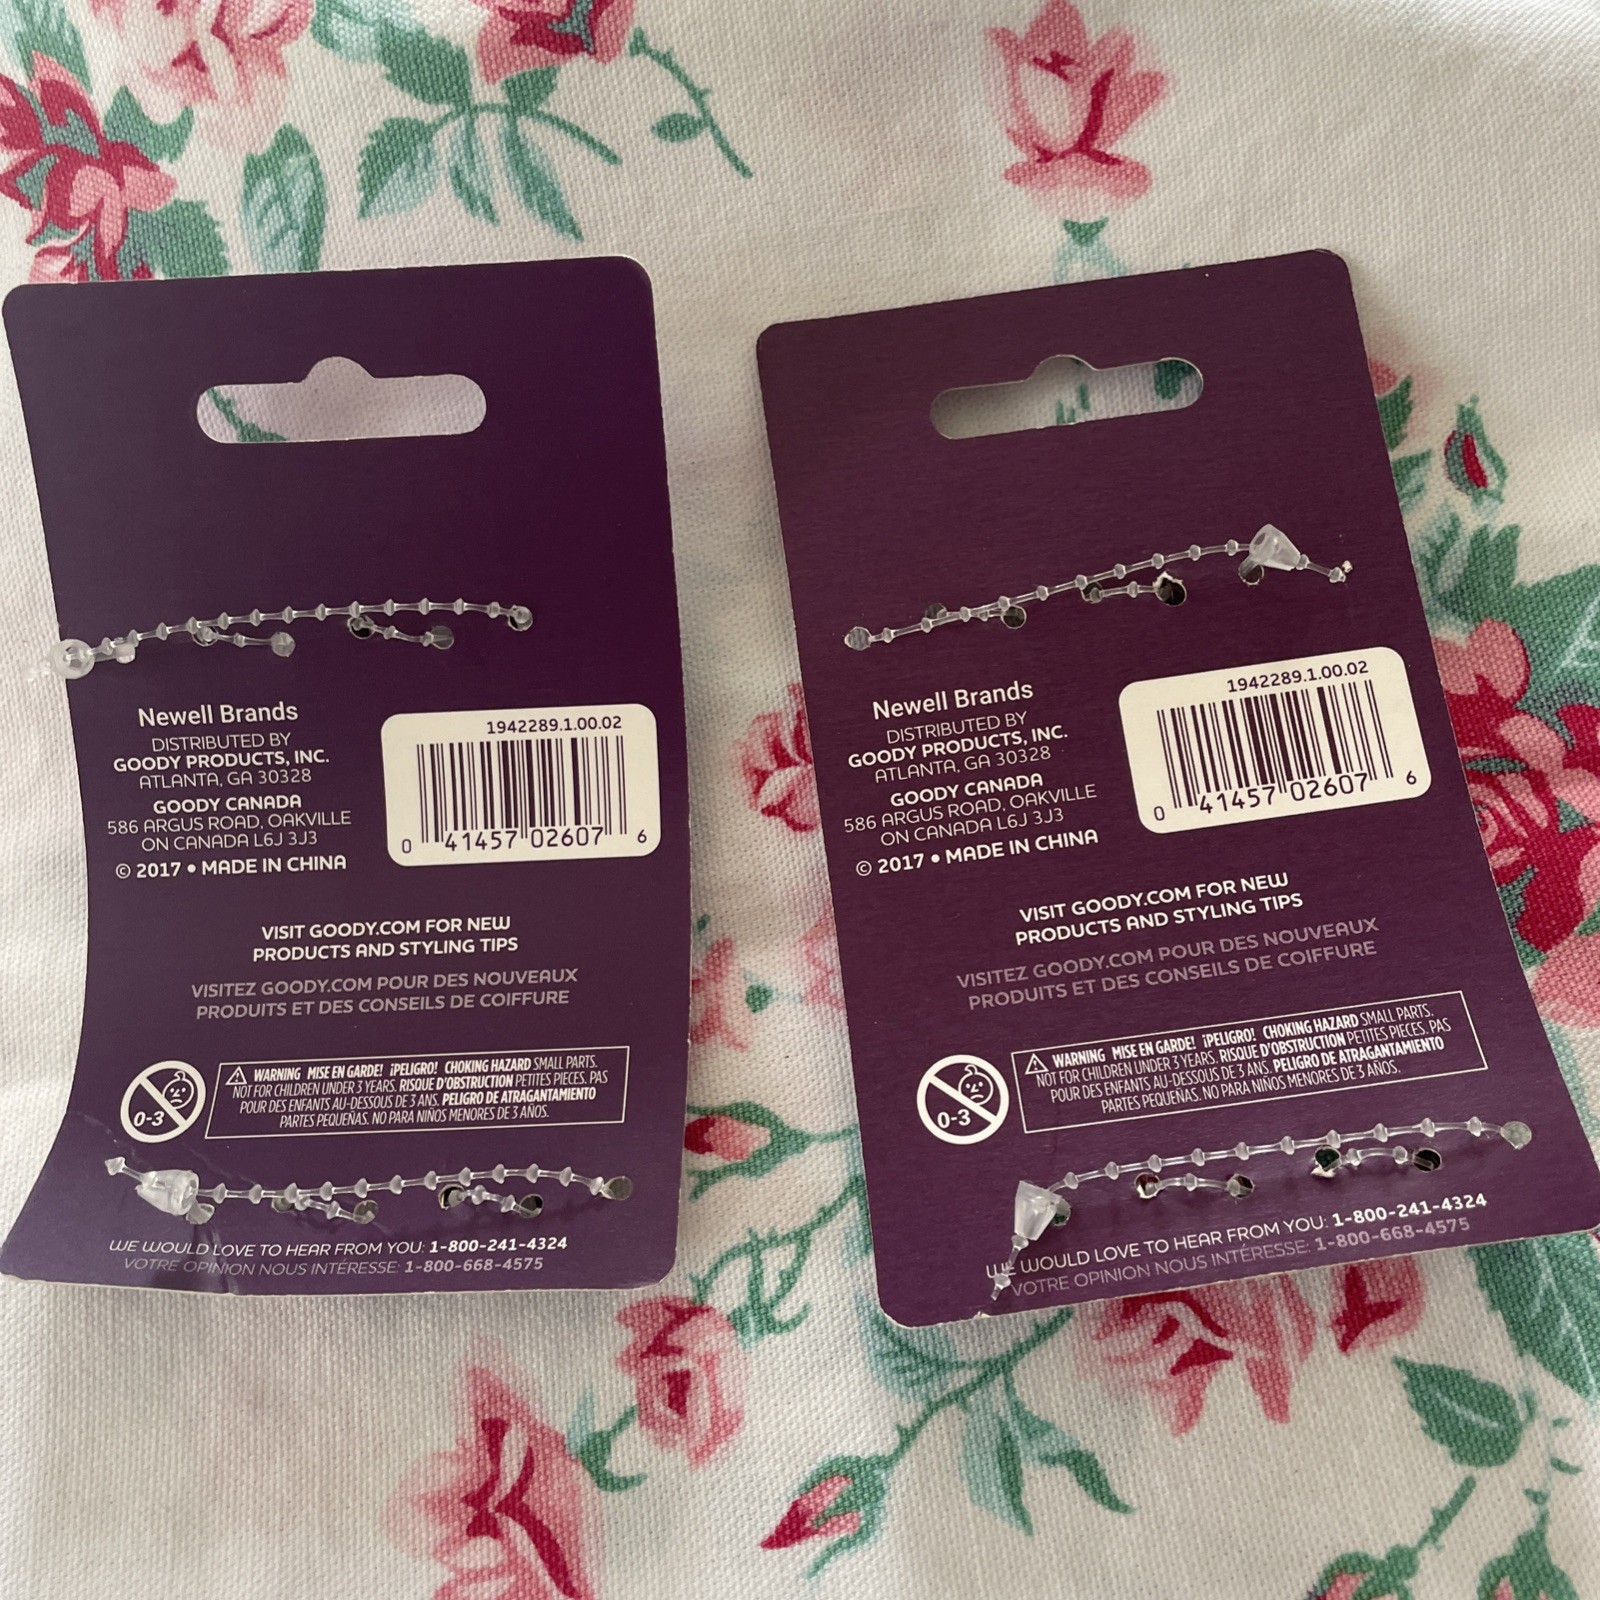 Newell Brands
DISTRIBUTED BY
GOODY PRODUCTS, INC.
ATLANTA, GA 30328
GOODY CANADA
586 ARGUS ROAD, OAKVILLE
ON CANADA L6J 3J3
© 2017 • MADE IN CHINA
1942289.1.00.02
0 41457 02607 6
VISIT GOODY.COM FOR NEW
PRODUCTS AND STYLING TIPS
VISITEZ GOODY.COM POUR DES NOUVEAUX
PRODUITS ET DES CONSEILS DE COIFFURE
0-3
WARNING MISE EN GARDE! ¡PELIGRO! CHOKING HAZARD SMALL PARTS.
NOT FOR CHILDREN UNDER 3 YEARS. RISQUE D'OBSTRUCTION PETITES PIECES. PAS
POUR DES ENFANTS AU-DESSOUS DE 3 ANS. PELIGRO DE ATRAGANTAMIENTO
PARTES PEQUEÑAS. NO PARA NIÑOS MENORES DE 3 AÑOS.
WE WOULD LOVE TO HEAR FROM YOU: 1-800-241-4324
VOTRE OPINION NOUS INTÉRESSE: 1-800-668-4575
Newell Brands
DISTRIBUTED BY
GOODY PRODUCTS, INC.
ATLANTA, GA 30328
GOODY CANADA
586 ARGUS ROAD, OAKVILLE
ON CANADA L6J 3J3
© 2017 • MADE IN CHINA
1942289.1.00.02
0 41457 02607 6
VISIT GOODY.COM FOR NEW
PRODUCTS AND STYLING TIPS
VISITEZ GOODY.COM POUR DES NOUVEAUX
PRODUITS ET DES CONSEILS DE COIFFURE
0-3
WARNING MISE EN GARDE! ¡PELIGRO! CHOKING HAZARD SMALL PARTS.
NOT FOR CHILDREN UNDER 3 YEARS. RISQUE D'OBSTRUCTION PETITES PIECES. PAS
POUR DES ENFANTS AU-DESSOUS DE 3 ANS. PELIGRO DE ATRAGANTAMIENTO
PARTES PEQUEÑAS. NO PARA NIÑOS MENORES DE 3 AÑOS.
WE WOULD LOVE TO HEAR FROM YOU: 1-800-241-4324
VOTRE OPINION NOUS INTÉRESSE: 1-800-668-4575